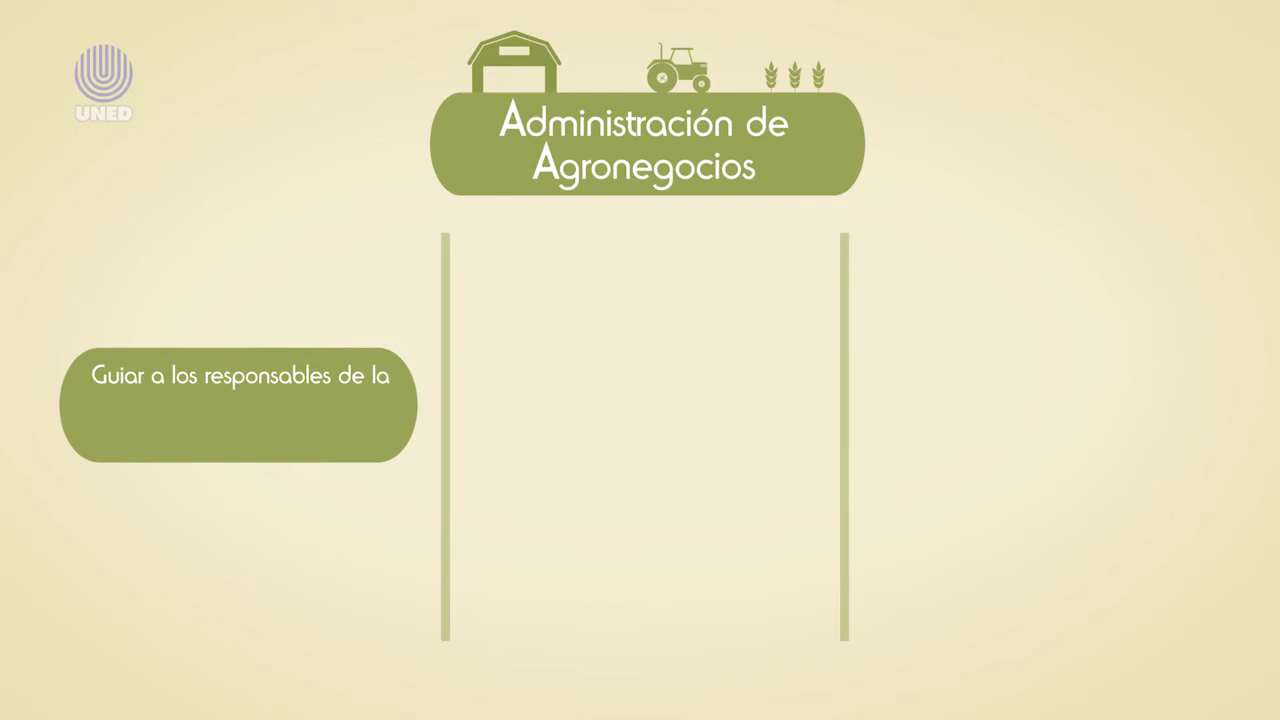 UNED
Administración de
Agronegocios
Guiar a los responsables de la